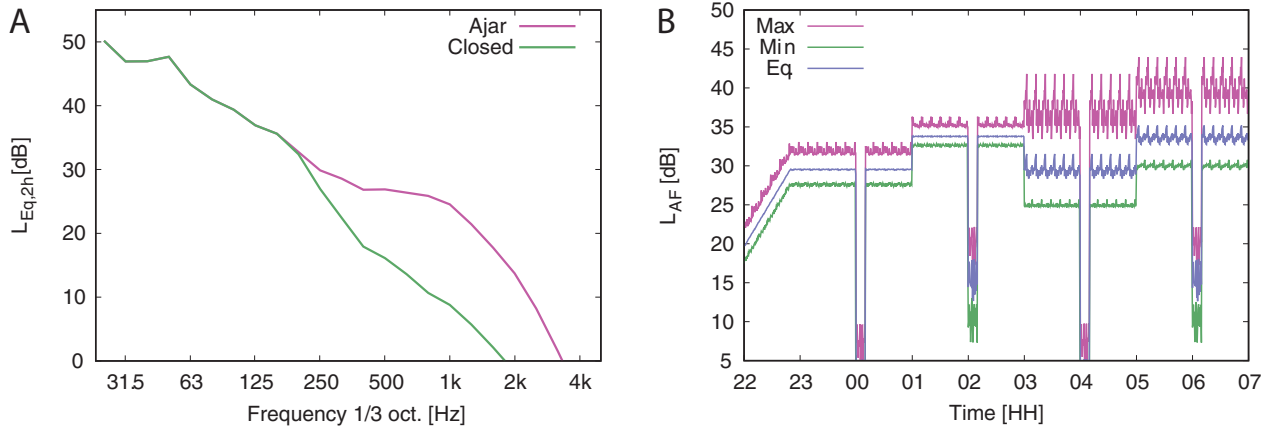 A
L_Eq,2h[dB]
50
40
30
20
10
0
31.5
63
125
250
500
1k
2k
4k
Frequency 1/3 oct. [Hz]
Ajar
Closed
B
L_AF [dB]
50
45
40
35
30
25
20
15
10
5
22
23
00
01
02
03
04
05
06
07
Time [HH]
Max
Min
Eq